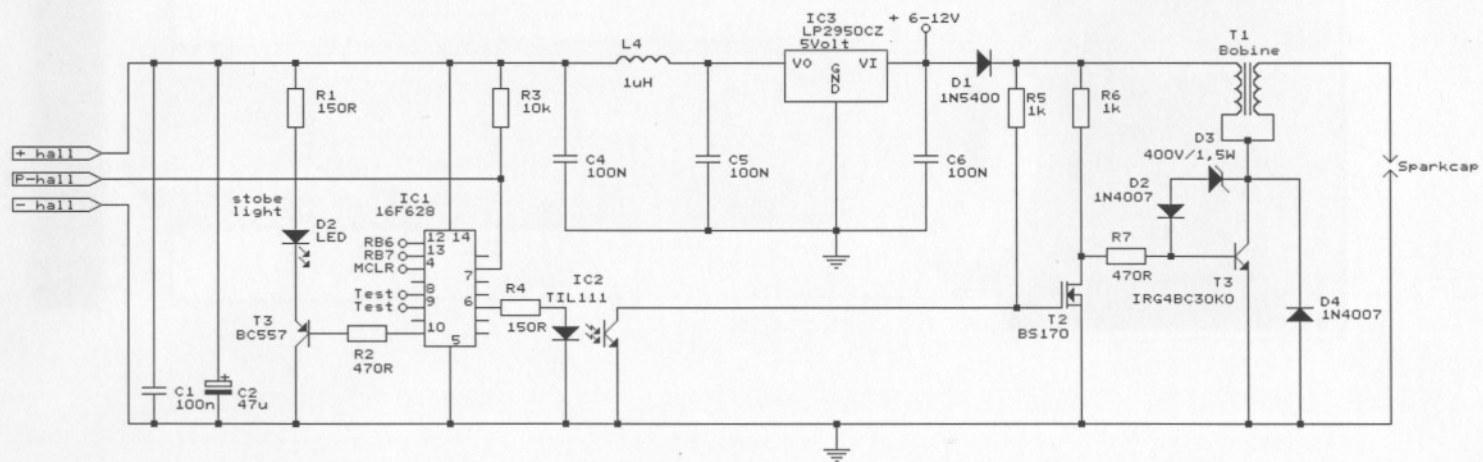 IC3
LP2950CZ
5Volt
+ 6-12V
VO
GND
VI
L4
1uH
D1
1N5400
T1
Bobine
R1
150R
R3
10k
R5
1k
R6
1k
D3
400V/1,5W
+ hall
P-hall
- hall
C4
100N
C5
100N
C6
100N
Sparkcap
D2
1N4007
stobe
light
D2
LED
IC1
16F628
RB6
RB7
MCLR
Test
Test
12
14
13
4
7
8
9
6
10
5
R4
150R
IC2
TIL111
R7
470R
T3
IRG4BC30KO
T3
BC557
R2
470R
T2
BS170
D4
1N4007
C1
100n
+
C2
47u